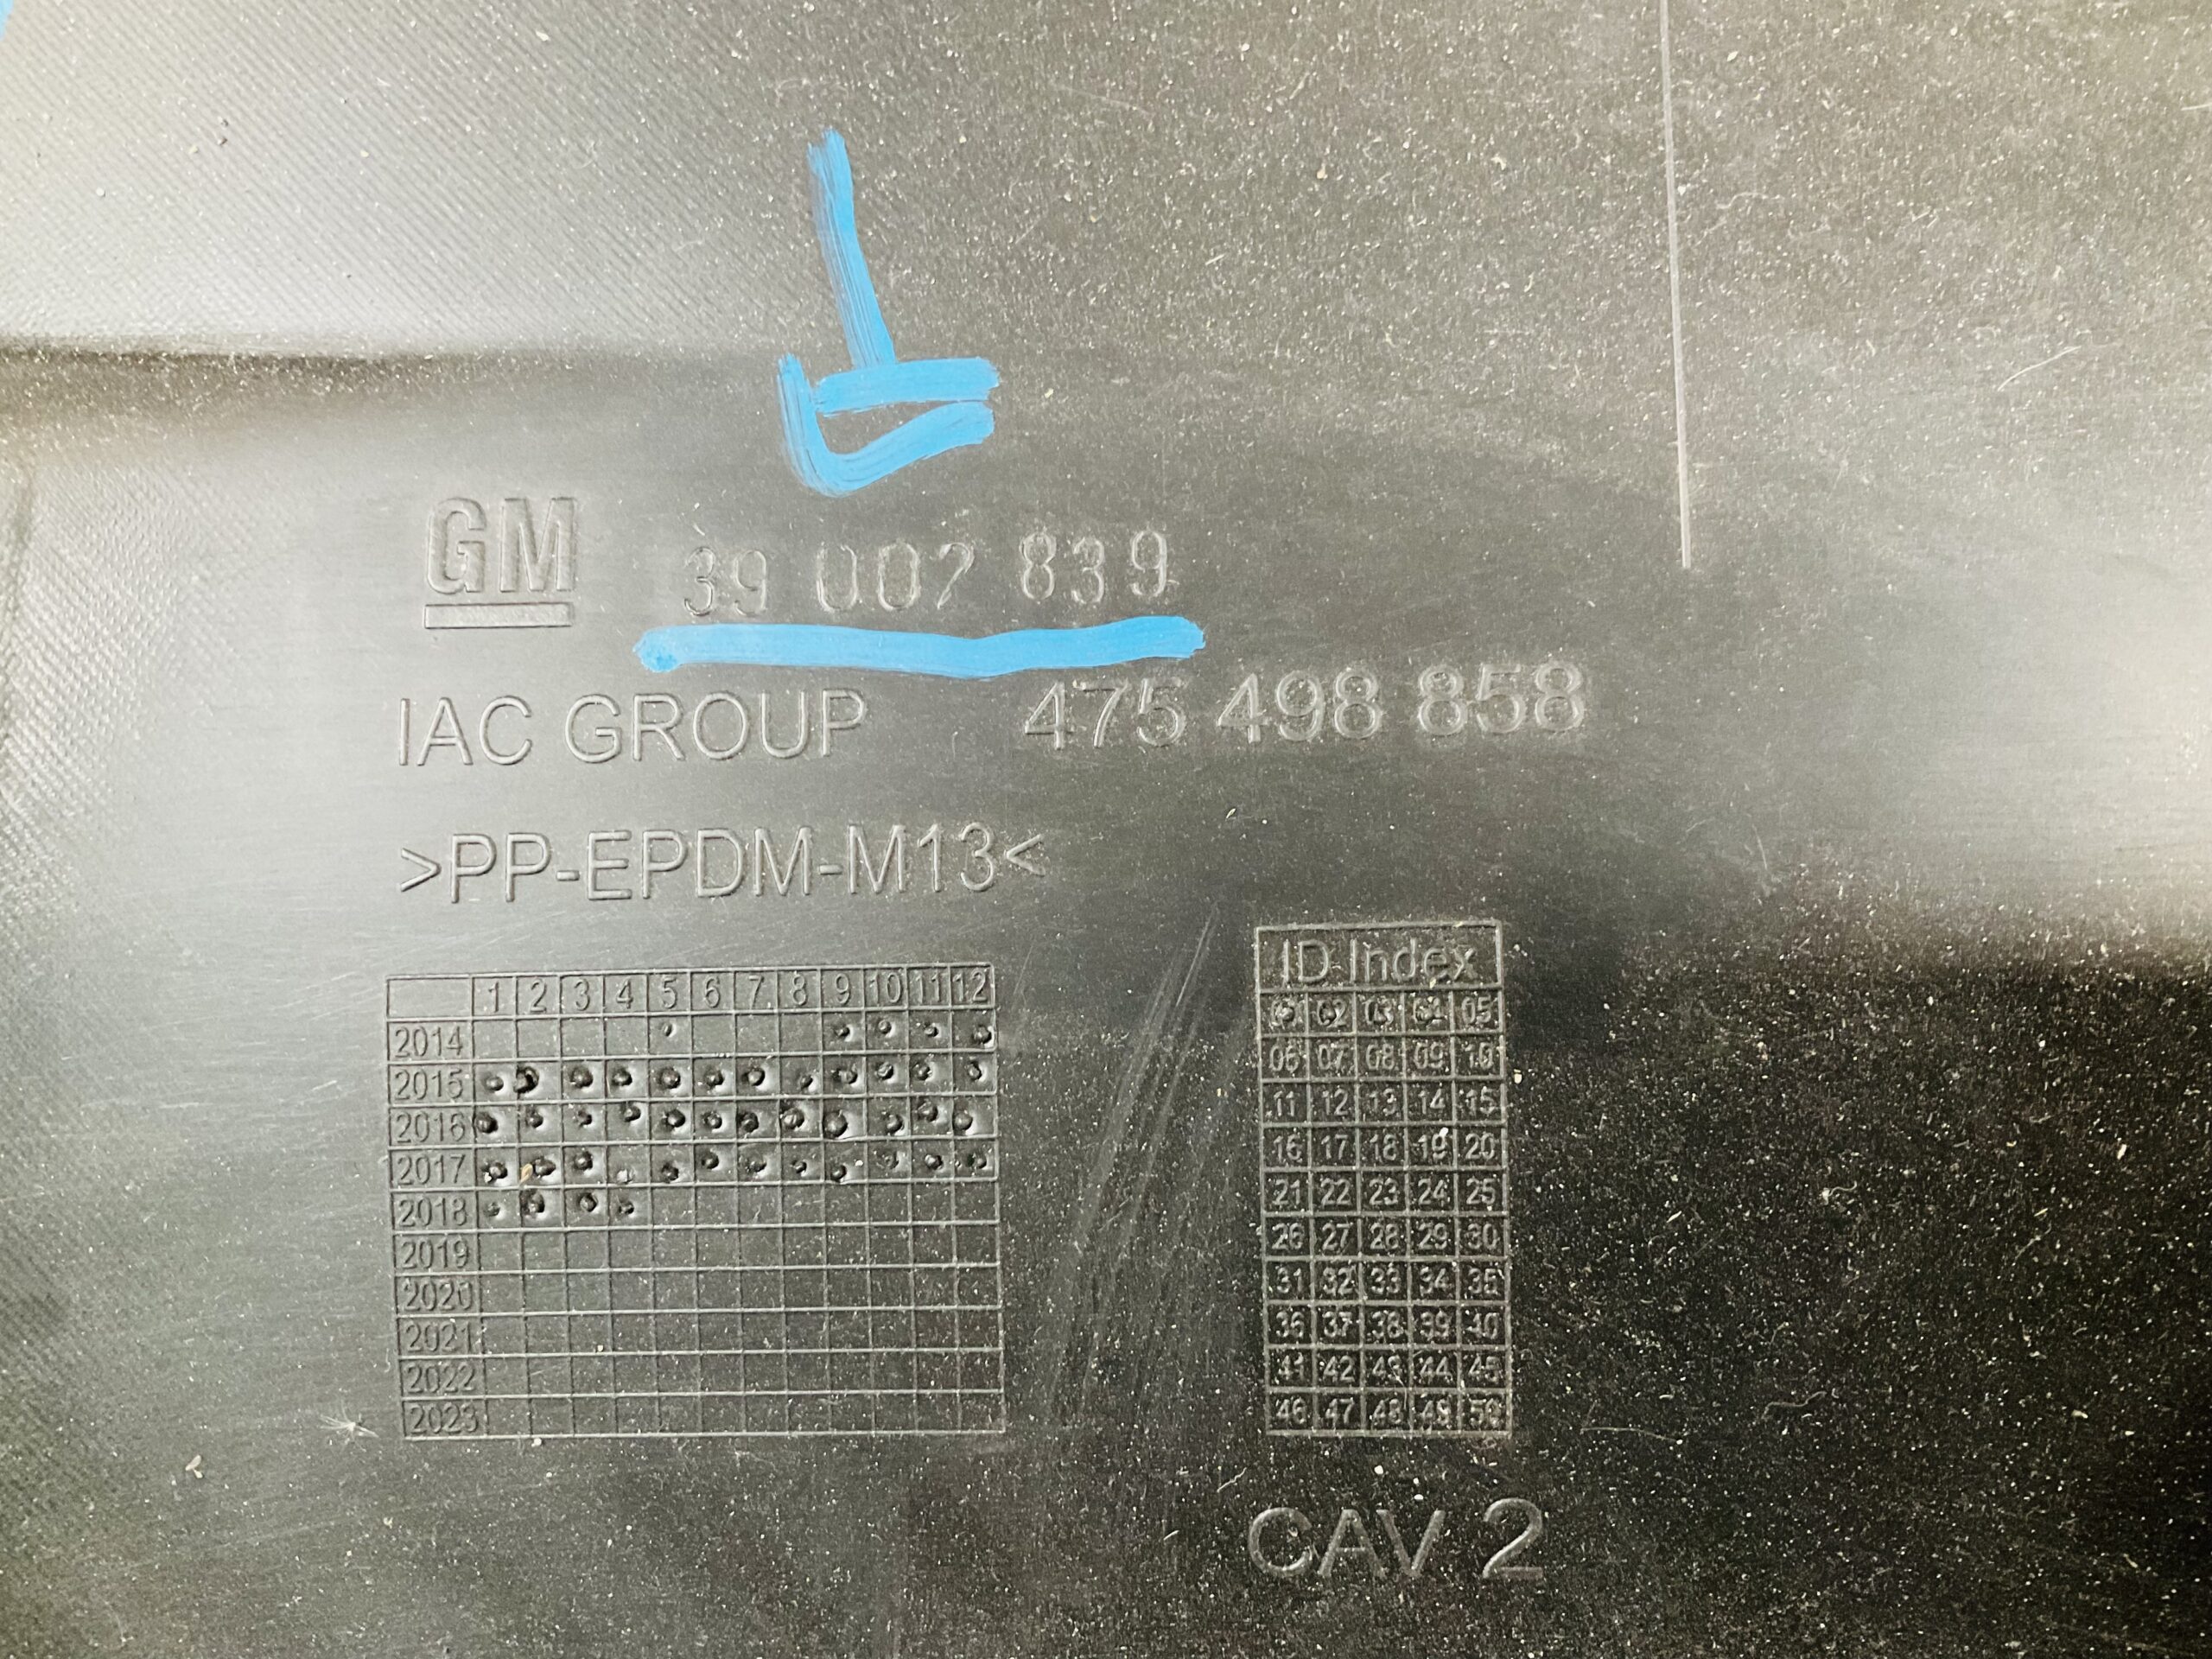 GM 39 007 839
IAC GROUP 475 498 858
>PP-EPDM-M13<
1 2 3 4 5 6 7 8 9 10 11 12
2014
2015
2016
2017
2018
2019
2020
2021
2022
2023
ID Index
01 02 03 04 05
06 07 08 09 10
11 12 13 14 15
16 17 18 19 20
21 22 23 24 25
26 27 28 29 30
31 32 33 34 35
36 37 38 39 40
41 42 43 44 45
46 47 48 49 50
CAV 2